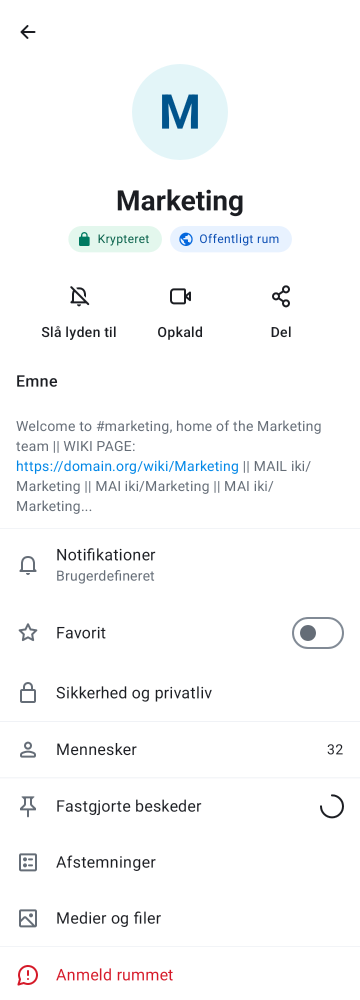 M
Marketing
Krypteret
Offentligt rum
Slå lyden til
Opkald
Del
Emne
Welcome to #marketing, home of the Marketing
team || WIKI PAGE:
https://domain.org/wiki/Marketing || MAIL iki/
Marketing || MAI iki/Marketing || MAI iki/
Marketing...
Notifikationer
Brugerdefineret
Favorit
Sikkerhed og privatliv
Mennesker 32
Fastgjorte beskeder
Afstemninger
Medier og filer
Anmeld rummet